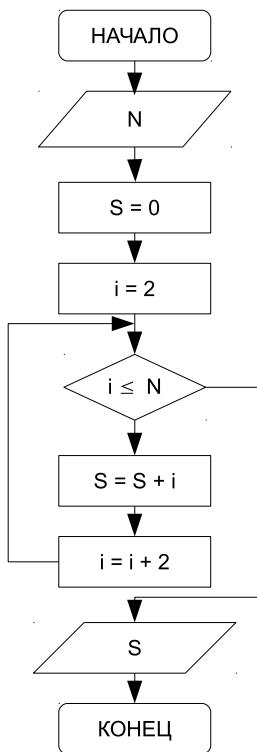 НАЧАЛО
N
S = 0
i = 2
i ≤ N
S = S + i
i = i + 2
S
КОНЕЦ